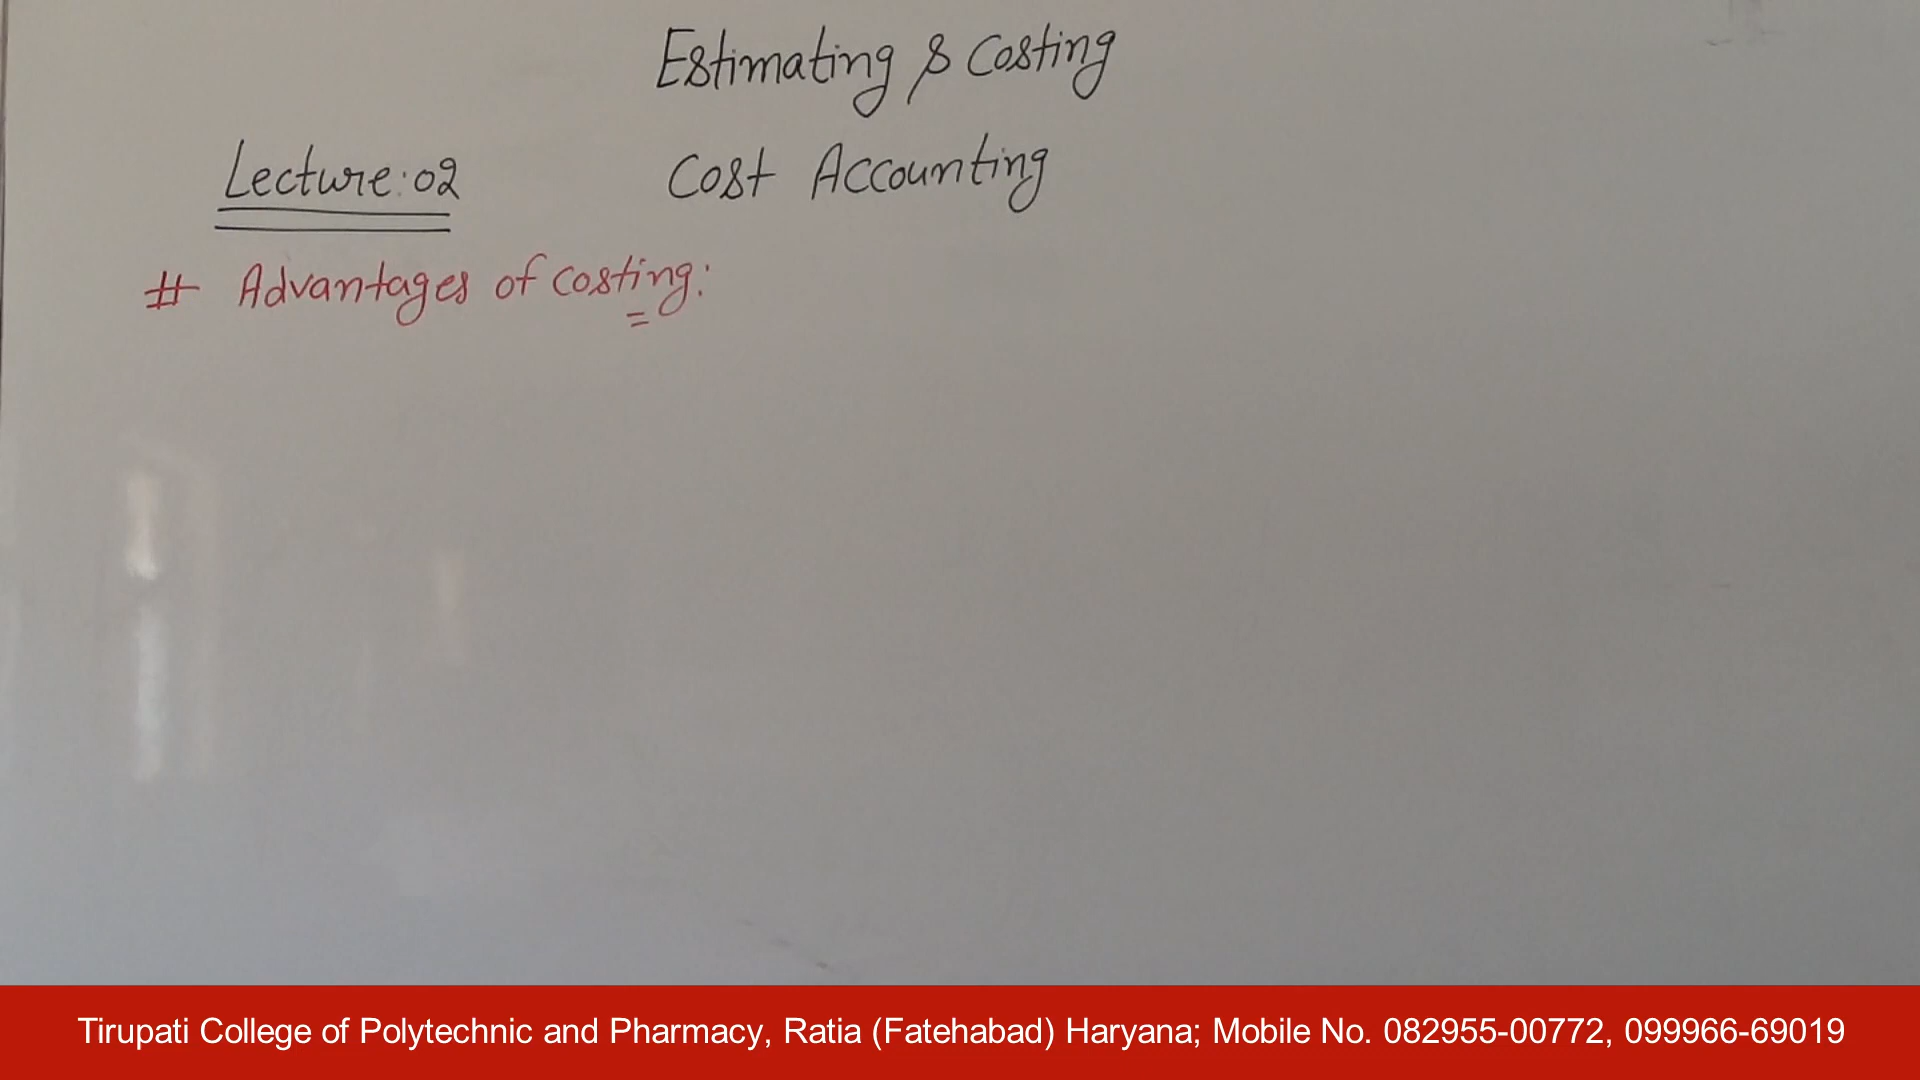 Estimating & Costing
Lecture:02
Cost Accounting
# Advantages of costing:
Tirupati College of Polytechnic and Pharmacy, Ratia (Fatehabad) Haryana; Mobile No. 082955-00772, 099966-69019